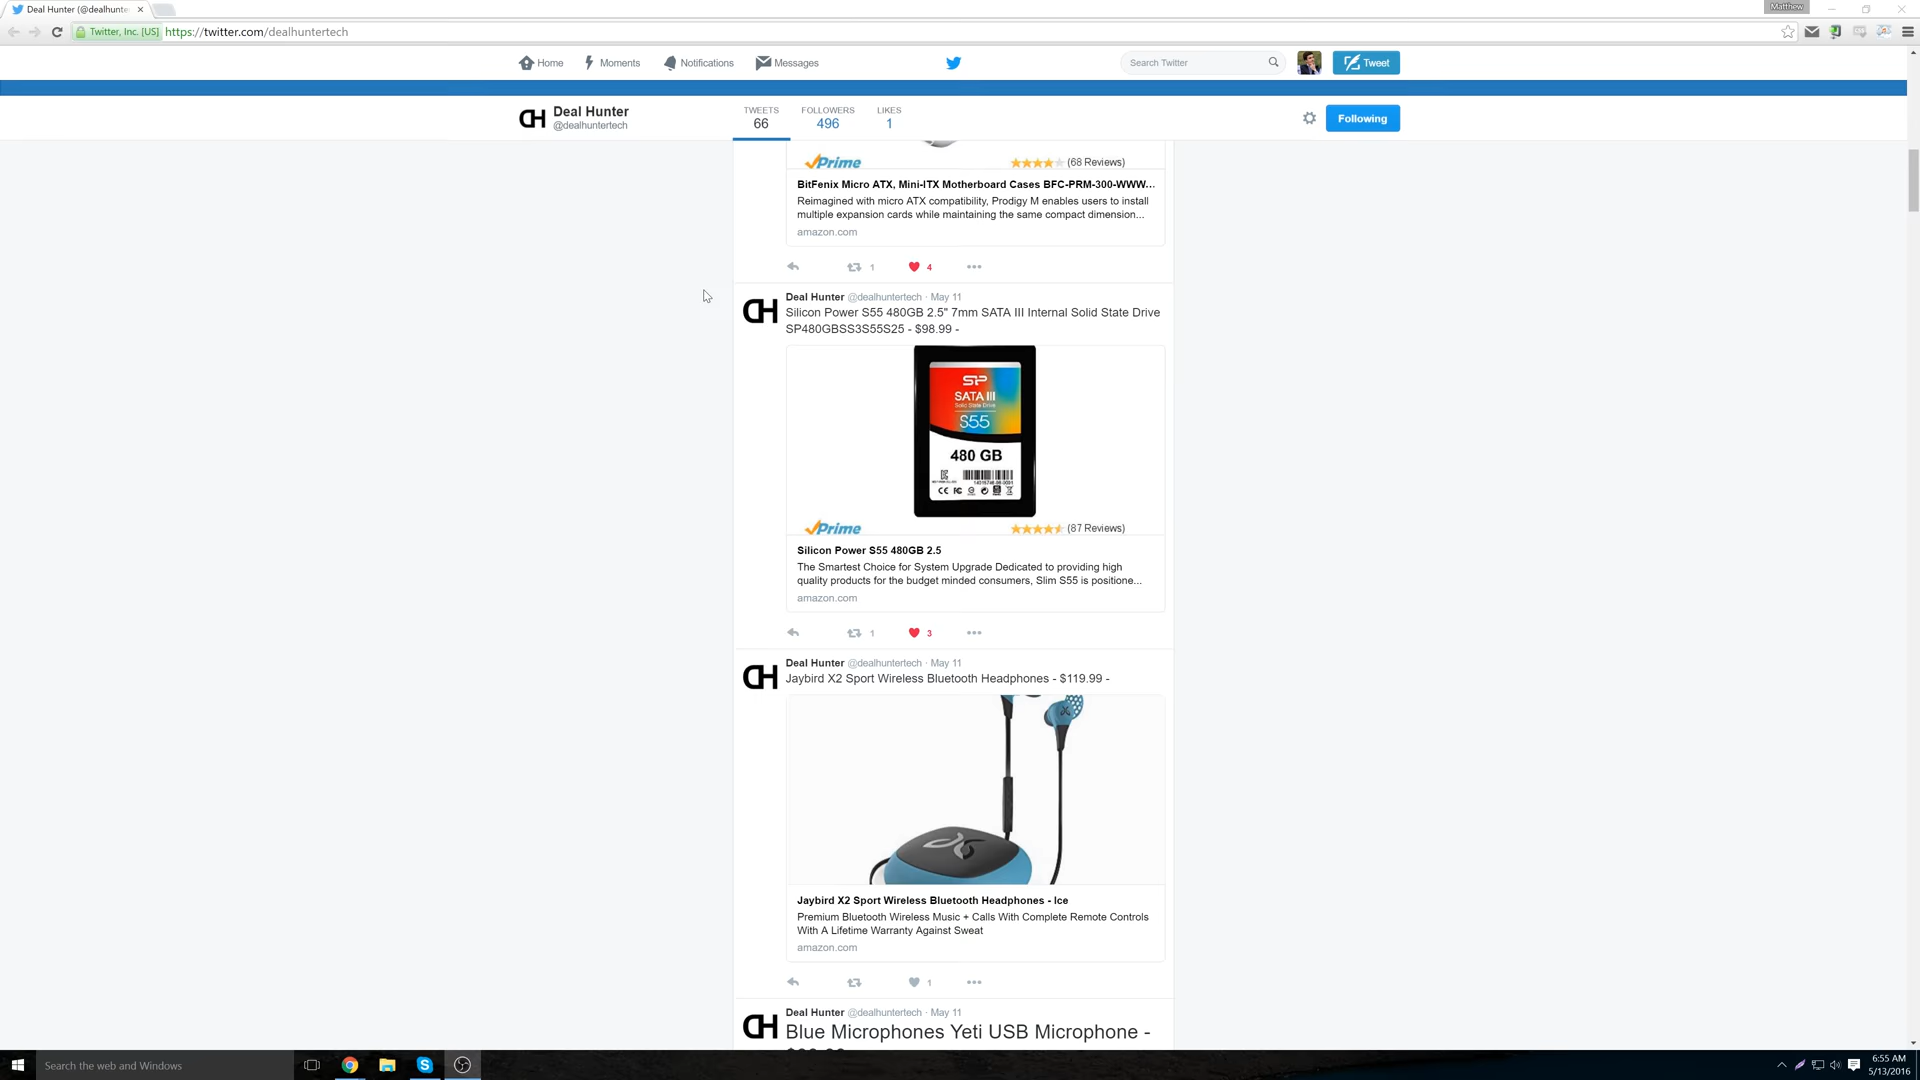 Deal Hunter (@dealhunte
Matthew
Twitter, Inc. [US]
https://twitter.com/dealhuntertech
Home
Moments
Notifications
Messages
Search Twitter
Tweet
DH
Deal Hunter
@dealhuntertech
TWEETS
66
FOLLOWERS
496
LIKES
1
Following
Prime
(68 Reviews)
BitFenix Micro ATX, Mini-ITX Motherboard Cases BFC-PRM-300-WWW...
Reimagined with micro ATX compatibility, Prodigy M enables users to install
multiple expansion cards while maintaining the same compact dimension...
amazon.com
1
4
DH
Deal Hunter @dealhuntertech · May 11
Silicon Power S55 480GB 2.5" 7mm SATA III Internal Solid State Drive
SP480GBSS3S55S25 - $98.99 -
SP
SATA III
Solid State Drive
S55
480 GB
Prime
(87 Reviews)
Silicon Power S55 480GB 2.5
The Smartest Choice for System Upgrade Dedicated to providing high
quality products for the budget minded consumers, Slim S55 is positione...
amazon.com
1
3
DH
Deal Hunter @dealhuntertech · May 11
Jaybird X2 Sport Wireless Bluetooth Headphones - $119.99 -
Jaybird X2 Sport Wireless Bluetooth Headphones - Ice
Premium Bluetooth Wireless Music + Calls With Complete Remote Controls
With A Lifetime Warranty Against Sweat
amazon.com
1
DH
Deal Hunter @dealhuntertech · May 11
Blue Microphones Yeti USB Microphone -
Search the web and Windows
6:55 AM
5/13/2016